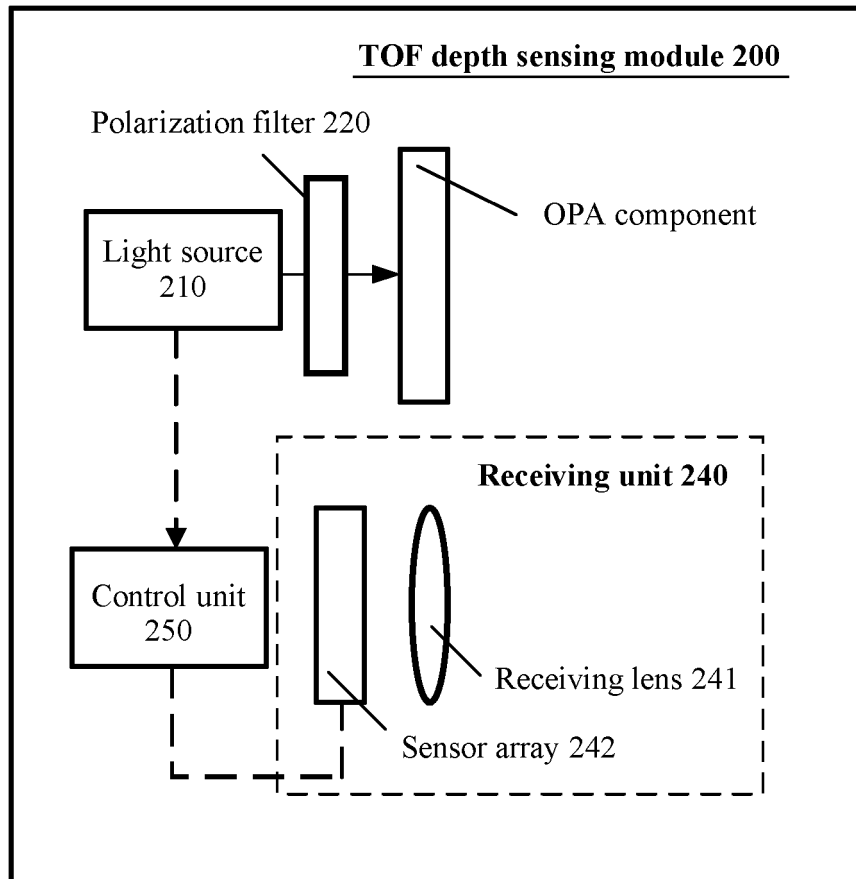 TOF depth sensing module 200
Polarization filter 220
OPA component
Light source
210
Receiving unit 240
Control unit
250
Receiving lens 241
Sensor array 242